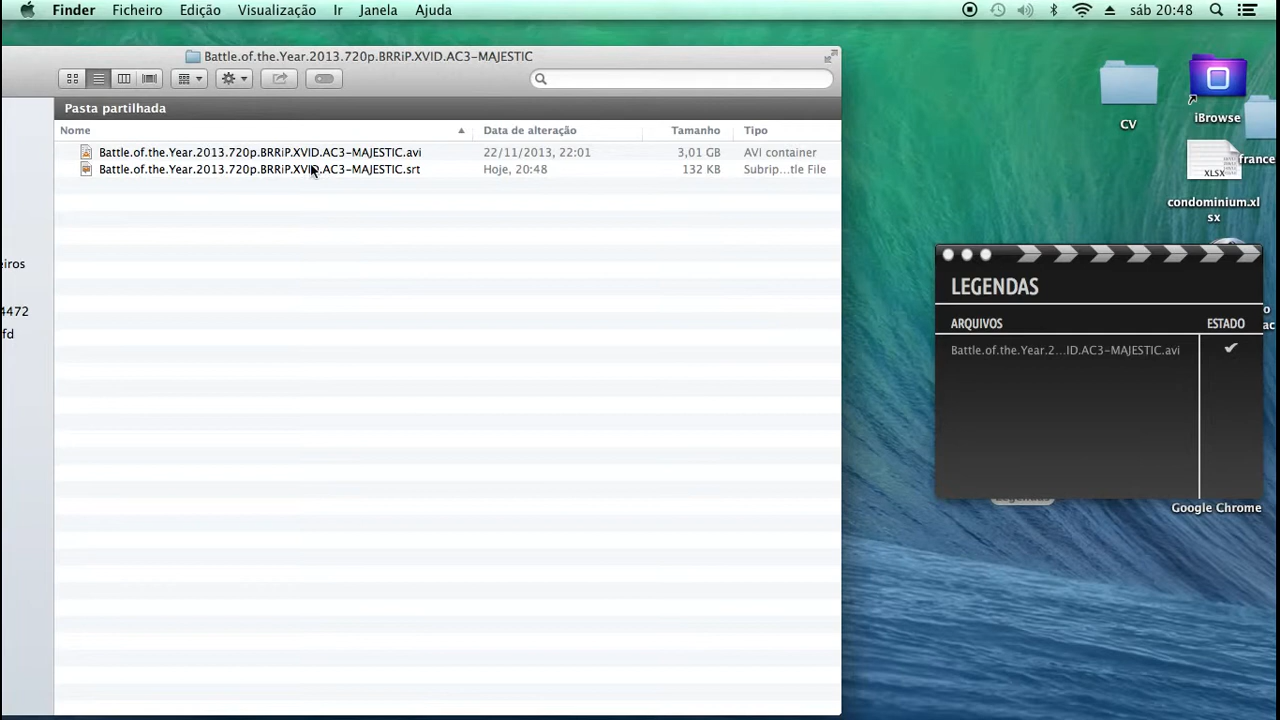 Finder Ficheiro Edição Visualização Ir Janela Ajuda sáb 20:48
Battle.of.the.Year.2013.720p.BRRiP.XVID.AC3-MAJESTIC
Pasta partilhada
Nome Data de alteração Tamanho Tipo
Battle.of.the.Year.2013.720p.BRRiP.XVID.AC3-MAJESTIC.avi 22/11/2013, 22:01 3,01 GB AVI container
Battle.of.the.Year.2013.720p.BRRiP.XVID.AC3-MAJESTIC.srt Hoje, 20:48 132 KB Subrip...tle File
eiros
4472
fd
CV
iBrowse
france
XLSX
condominium.xl
sx
LEGENDAS
ARQUIVOS ESTADO
Battle.of.the.Year.2...ID.AC3-MAJESTIC.avi
o
ac
Google Chrome